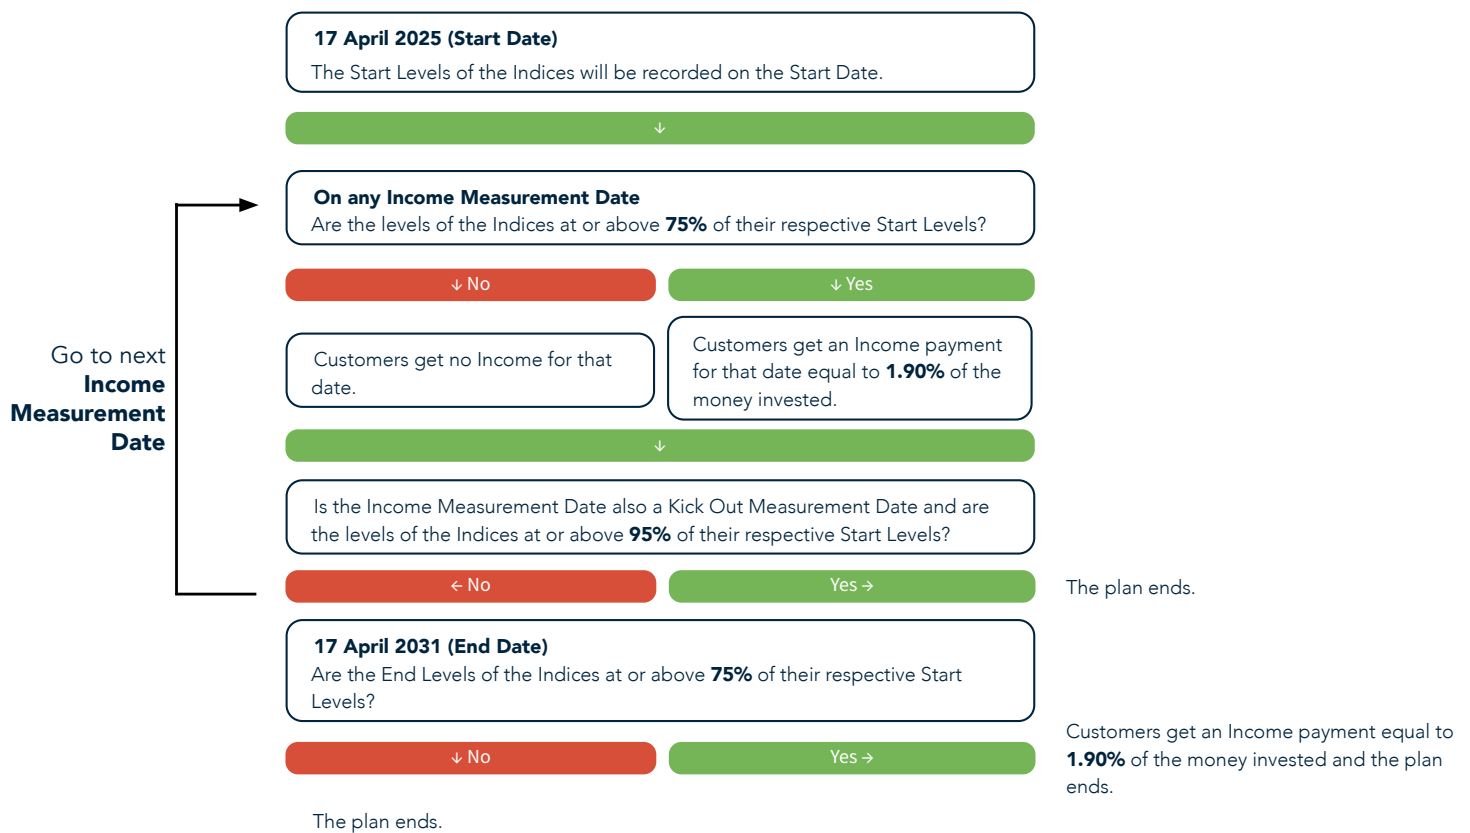 17 April 2025 (Start Date)
The Start Levels of the Indices will be recorded on the Start Date.
↓
On any Income Measurement Date
Are the levels of the Indices at or above 75% of their respective Start Levels?
↓ No
↓ Yes
Go to next
Income
Measurement
Date
Customers get no Income for that
date.
Customers get an Income payment
for that date equal to 1.90% of the
money invested.
↓
Is the Income Measurement Date also a Kick Out Measurement Date and are
the levels of the Indices at or above 95% of their respective Start Levels?
← No
Yes →
The plan ends.
17 April 2031 (End Date)
Are the End Levels of the Indices at or above 75% of their respective Start
Levels?
↓ No
Yes →
Customers get an Income payment equal to
1.90% of the money invested and the plan
ends.
The plan ends.